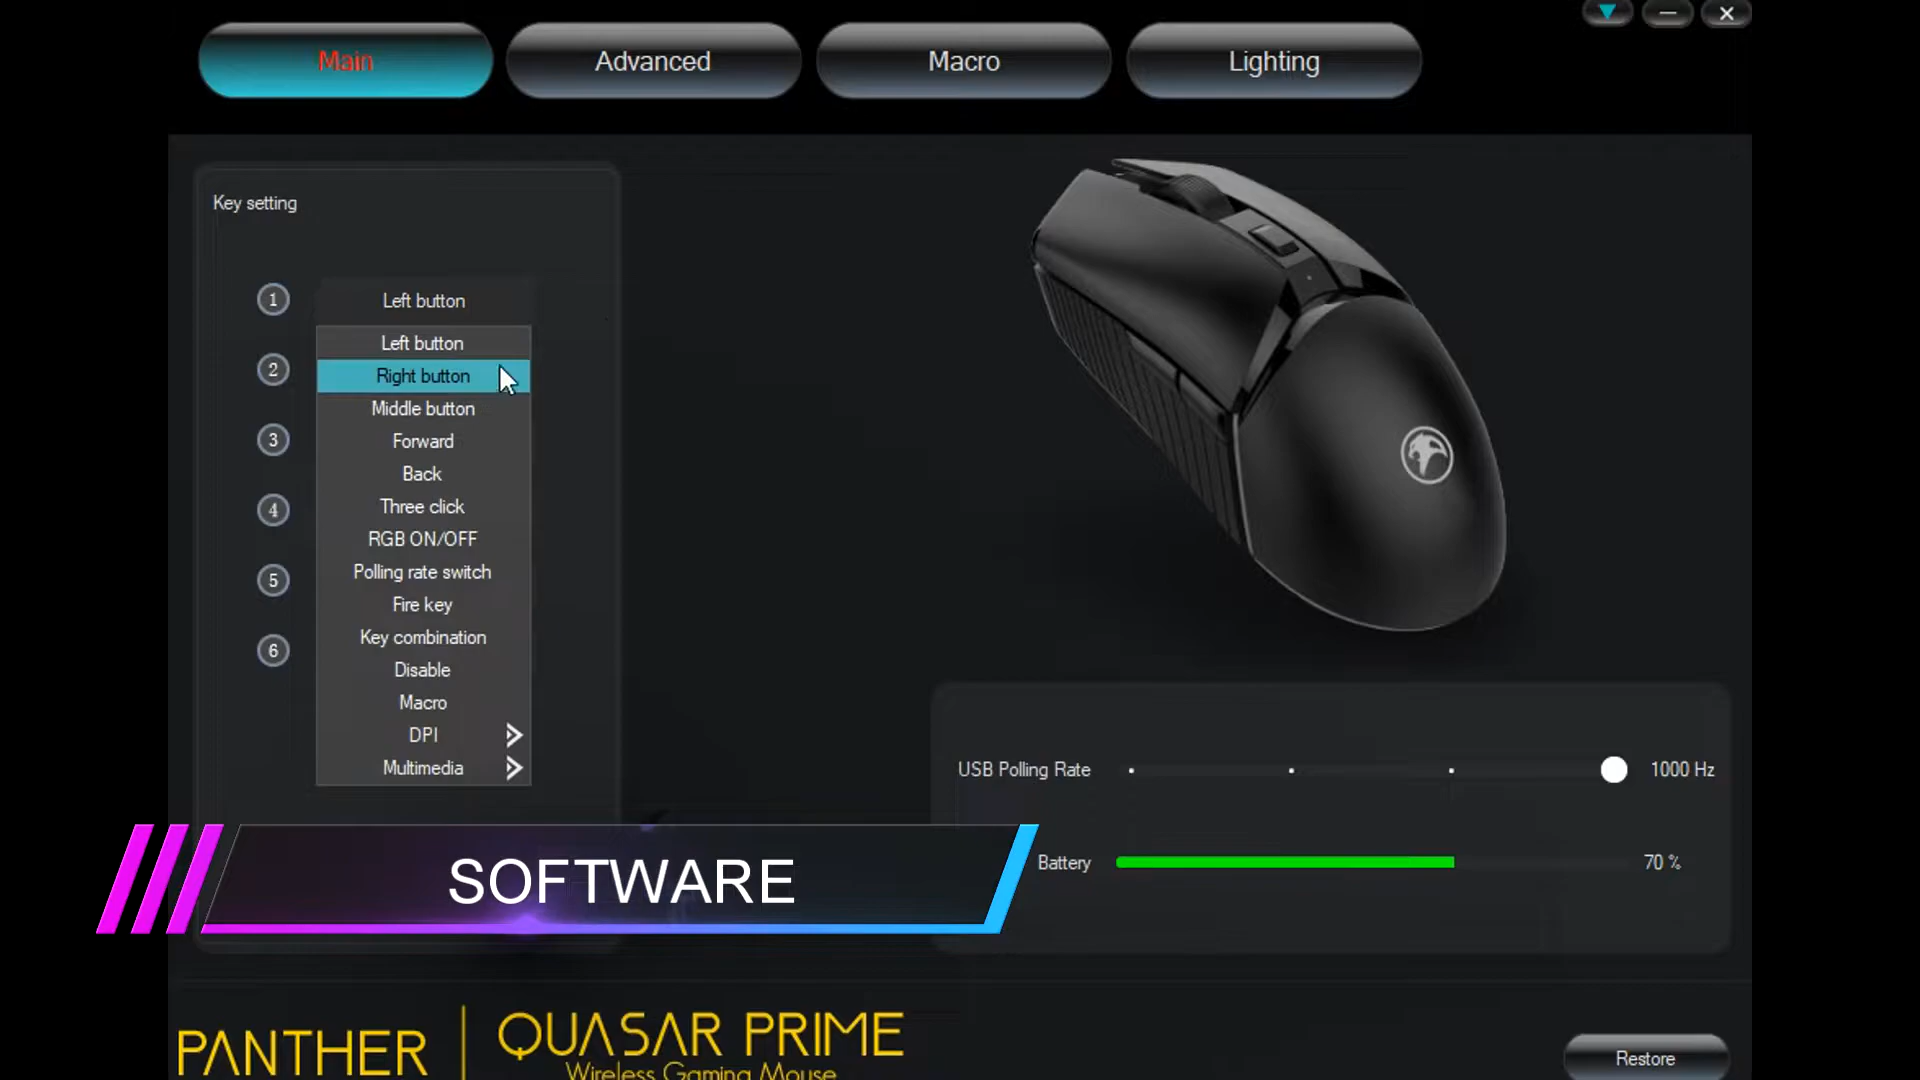 Main
Advanced
Macro
Lighting
Key setting
1
Left button
Left button
2
Right button
Middle button
3
Forward
Back
4
Three click
RGB ON/OFF
5
Polling rate switch
Fire key
6
Key combination
Disable
Macro
DPI
Multimedia
USB Polling Rate
1000 Hz
Battery
70 %
SOFTWARE
PANTHER
QUASAR PRIME
Wireless Gaming Mouse
Restore